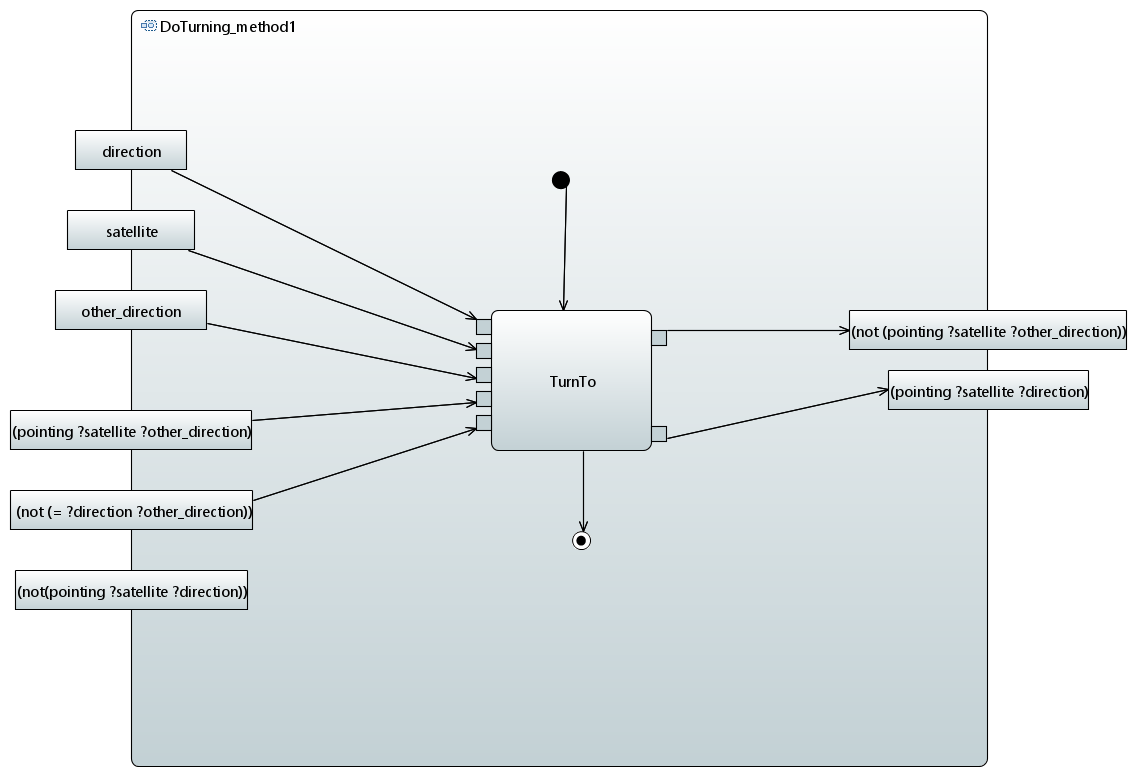 DoTurning_method1
direction
satellite
other_direction
(pointing ?satellite ?other_direction)
(not (= ?direction ?other_direction))
(not(pointing ?satellite ?direction))
TurnTo
(not (pointing ?satellite ?other_direction))
(pointing ?satellite ?direction)